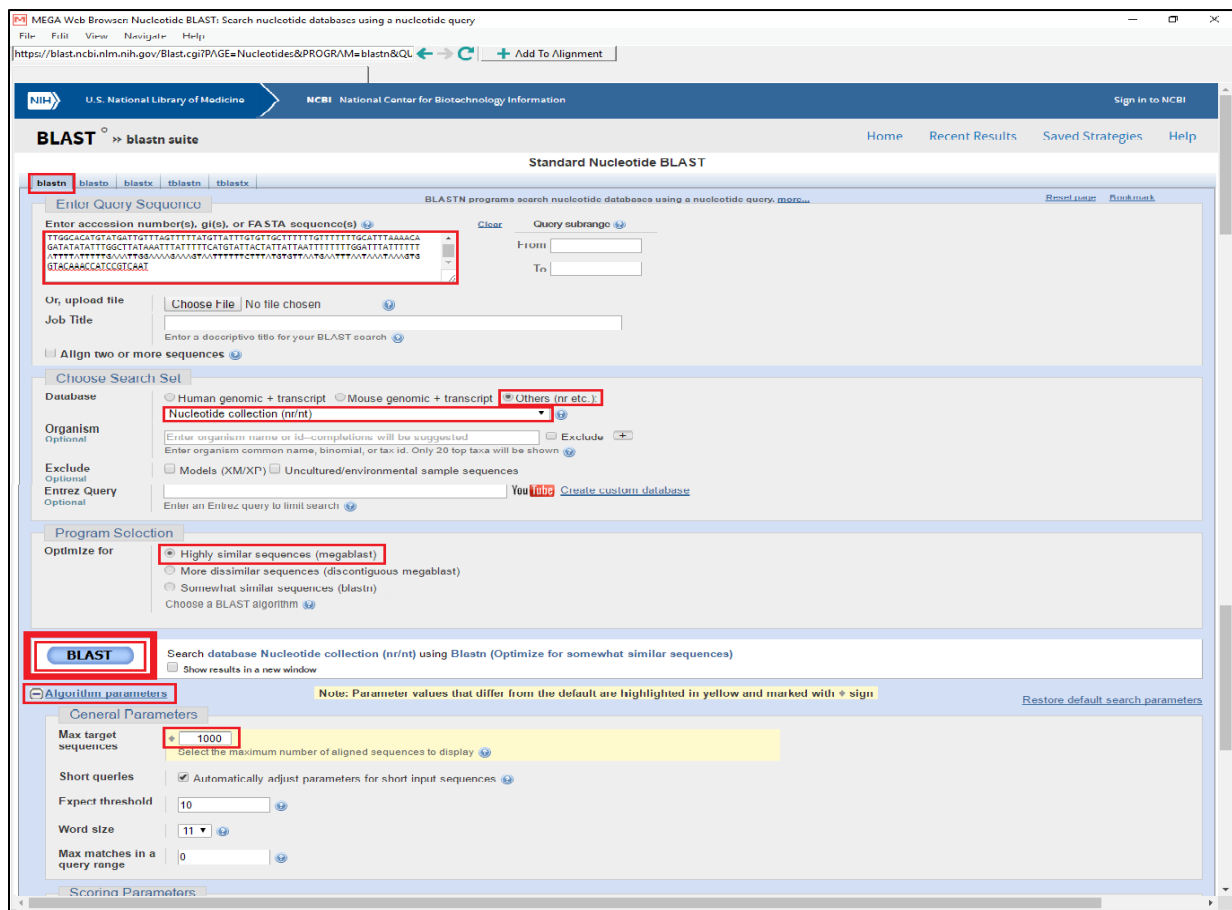 MEGA Web Browser: Nucleotide BLAST: Search nucleotide databases using a nucleotide query
File Edit View Navigate Help
https://blast.ncbi.nlm.nih.gov/Blast.cgi?PAGE=Nucleotides&PROGRAM=blastn&QU Add To Alignment
NIH U.S. National Library of Medicine NCBI National Center for Biotechnology Information Sign in to NCBI
BLAST ® » blastn suite Home Recent Results Saved Strategies Help
Standard Nucleotide BLAST
blastn blastp blastx tblastn tblastx
Enter Query Sequence BLASTN programs search nucleotide databases using a nucleotide query. more... Reset page Bookmark
Enter accession number(s), gi(s), or FASTA sequence(s) Clear Query subrange
TTGGCACATGTATGATTGTTTAGTTTTTATGTTATTTGTGTTGCTTTTTTGTTTTTTTGCATTTAAAACA
GATATATATTTGGCTTATAAATTTATTTTTCATGTATTACTATTATTAATTTTTTTTGGATTTATTTTTT
ATTTTATTTTTGAAATTGGAAAAGAAAGTAATTTTTTCTTTATGTGTTAATGAATTTAATAAATAAAGTG
GTACAAACCATCCGTCAAT
From
To
Or, upload file Choose File No file chosen
Job Title
Enter a descriptive title for your BLAST search
Align two or more sequences
Choose Search Set
Database Human genomic + transcript Mouse genomic + transcript Others (nr etc.):
Nucleotide collection (nr/nt)
Organism
Optional
Enter organism name or id--completions will be suggested Exclude +
Enter organism common name, binomial, or tax id. Only 20 top taxa will be shown
Exclude
Optional
Models (XM/XP) Uncultured/environmental sample sequences
Entrez Query
Optional
YouTube Create custom database
Enter an Entrez query to limit search
Program Selection
Optimize for
Highly similar sequences (megablast)
More dissimilar sequences (discontiguous megablast)
Somewhat similar sequences (blastn)
Choose a BLAST algorithm
BLAST Search database Nucleotide collection (nr/nt) using Blastn (Optimize for somewhat similar sequences)
Show results in a new window
Algorithm parameters Note: Parameter values that differ from the default are highlighted in yellow and marked with ♦ sign Restore default search parameters
General Parameters
Max target
sequences
♦ 1000
Select the maximum number of aligned sequences to display
Short queries Automatically adjust parameters for short input sequences
Expect threshold 10
Word size 11
Max matches in a
query range
0
Scoring Parameters